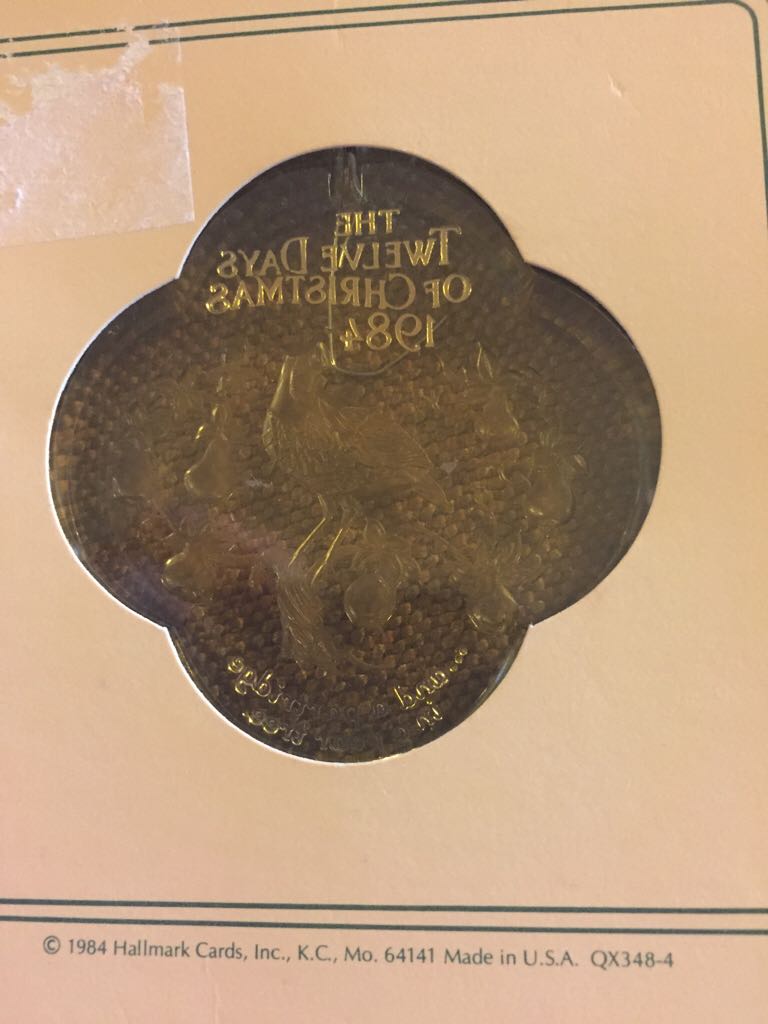 THE
TWELVE DAYS
OF CHRISTMAS
1984
...and a partridge
in a pear tree.
© 1984 Hallmark Cards, Inc., K.C., Mo. 64141 Made in U.S.A. QX348-4